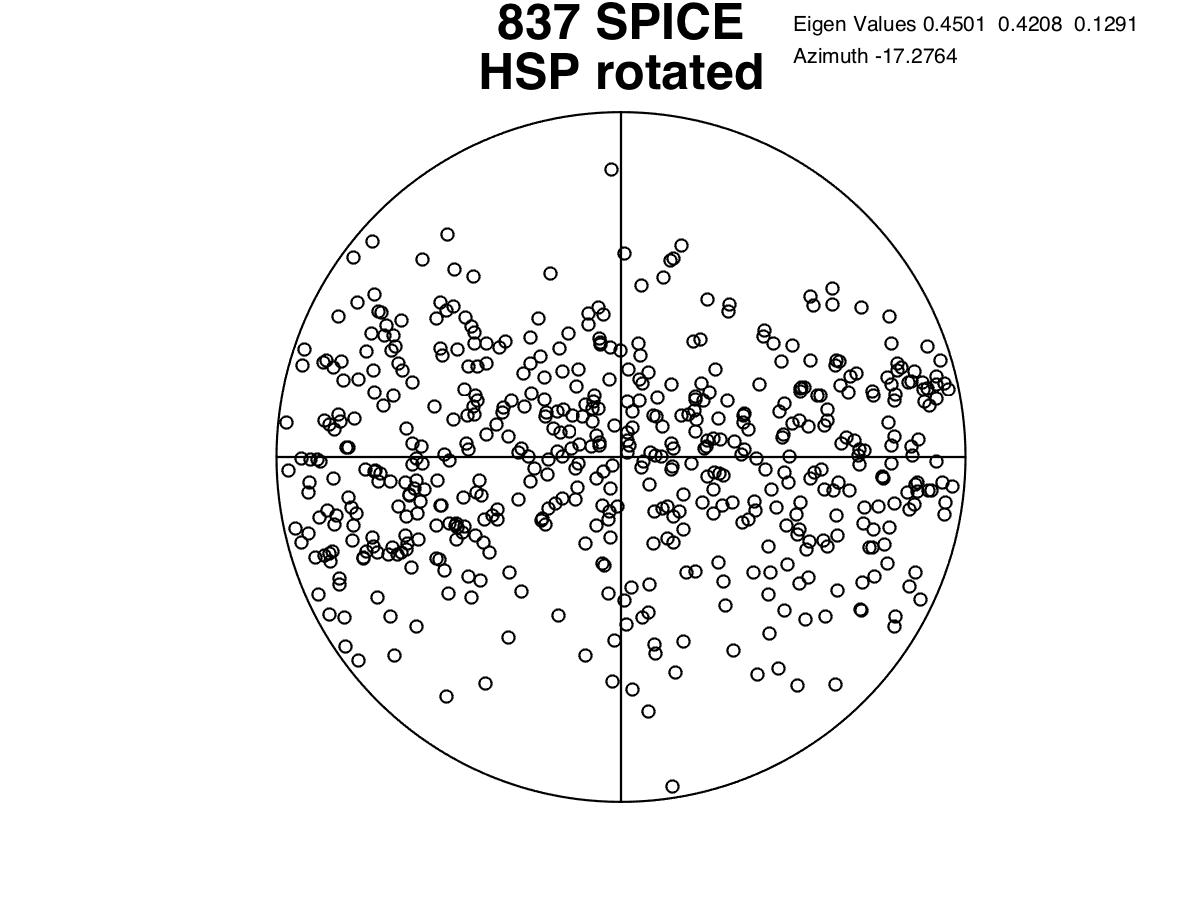 837 SPICE
HSP rotated
Eigen Values 0.4501  0.4208  0.1291
Azimuth -17.2764